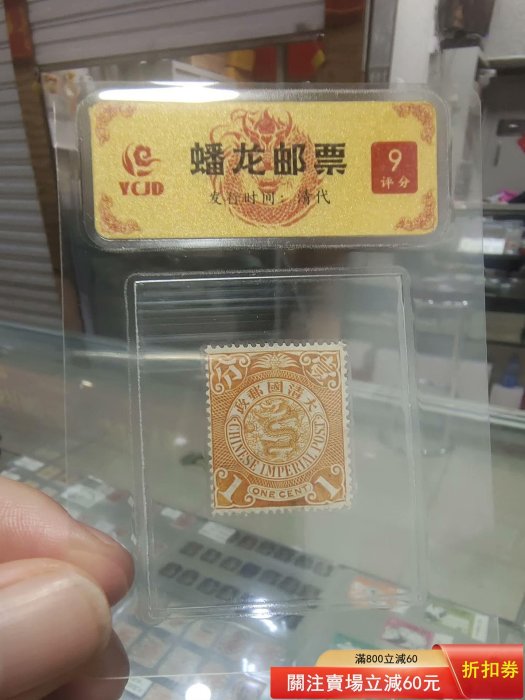 YCJD
蟠龙邮票
发行时间：清代
9
评分
分 壹
大清國郵政
CHINESE IMPERIAL POST
1 ONE CENT 1
滿800立減60
關注賣場立減60元
折扣券